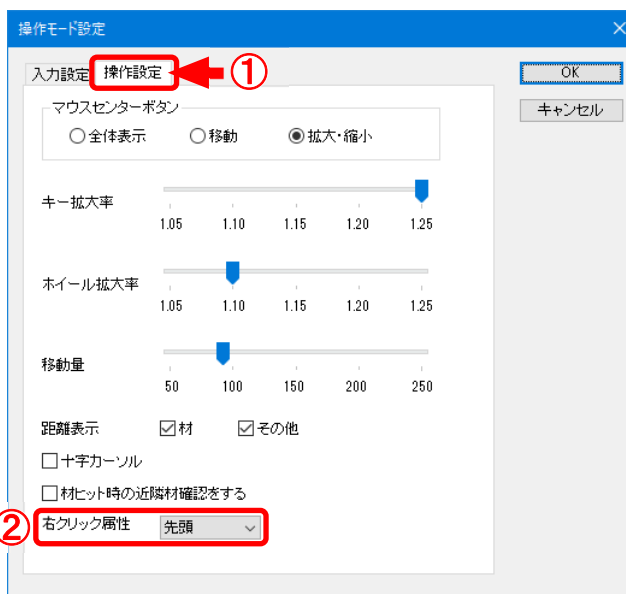 操作モード設定
入力設定 操作設定 ①
OK
キャンセル
マウスセンターボタン
全体表示 移動 拡大・縮小
キー拡大率
1.05 1.10 1.15 1.20 1.25
ホイール拡大率
1.05 1.10 1.15 1.20 1.25
移動量
50 100 150 200 250
距離表示 材 その他
十字カーソル
材ヒット時の近隣材確認をする
② 右クリック属性 先頭